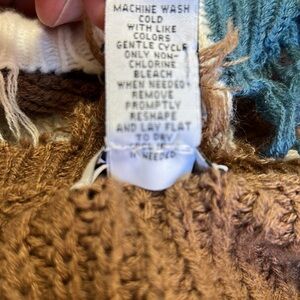 MACHINE WASH
COLD
WITH LIKE
COLORS
GENTLE CYCLE
ONLY NON-
CHLORINE
BLEACH
WHEN NEEDED
REMOVE
PROMPTLY
RESHAPE
AND LAY FLAT
TO DRY
IF NEEDED